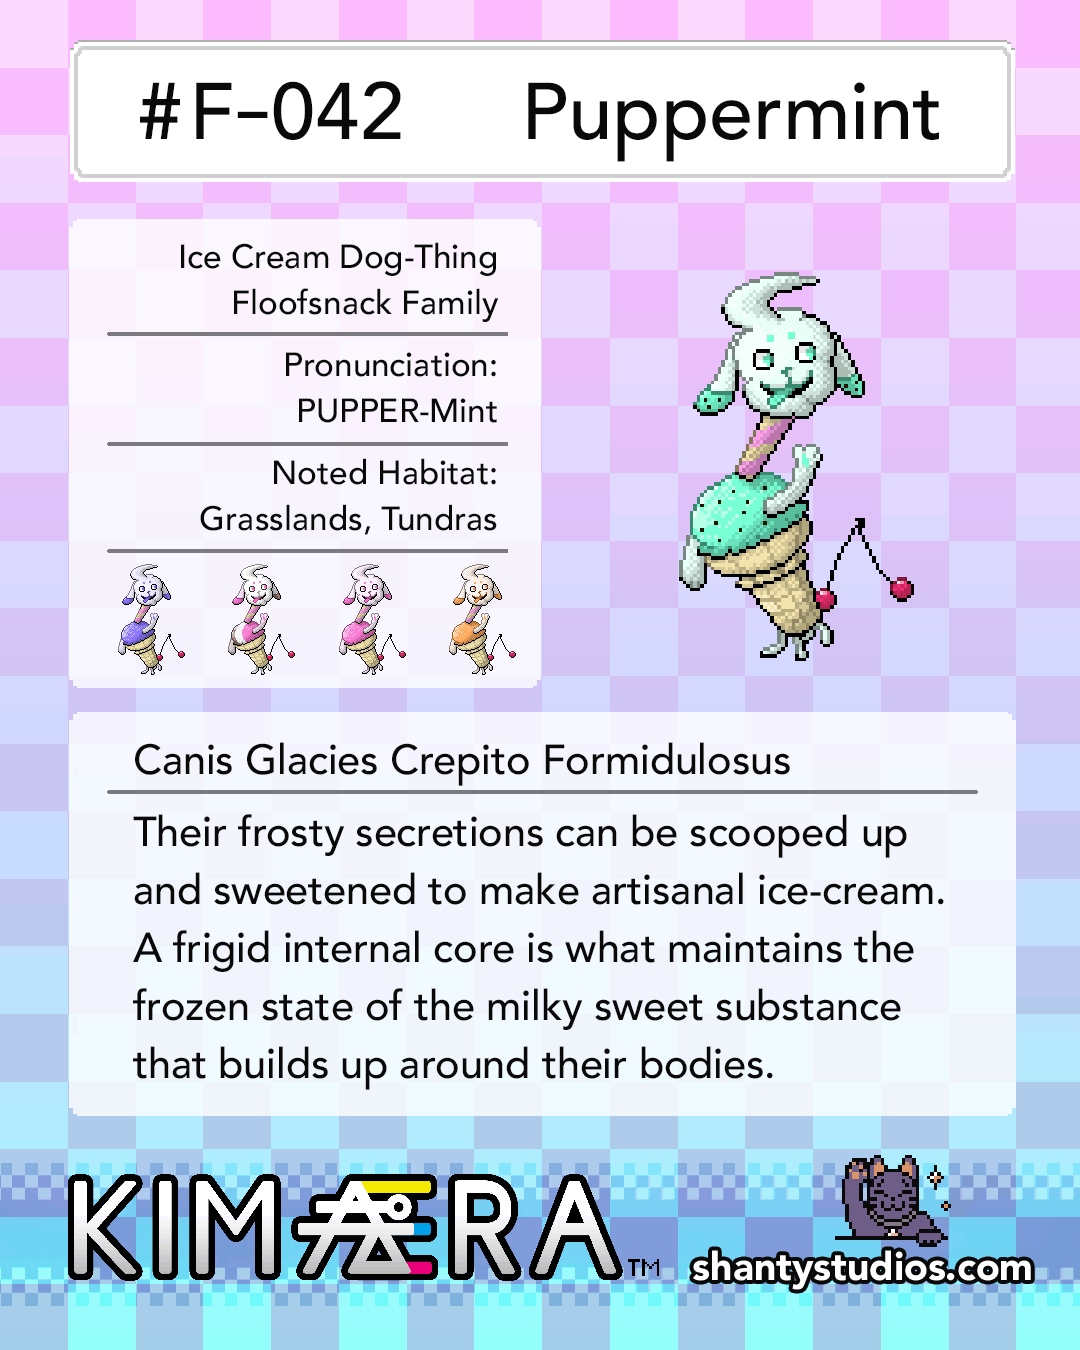 #F-042 Puppermint
Ice Cream Dog-Thing
Floofsnack Family
Pronunciation:
PUPPER-Mint
Noted Habitat:
Grasslands, Tundras
Canis Glacies Crepito Formidulosus
Their frosty secretions can be scooped up
and sweetened to make artisanal ice-cream.
A frigid internal core is what maintains the
frozen state of the milky sweet substance
that builds up around their bodies.
KIMÆRA™
shantystudios.com